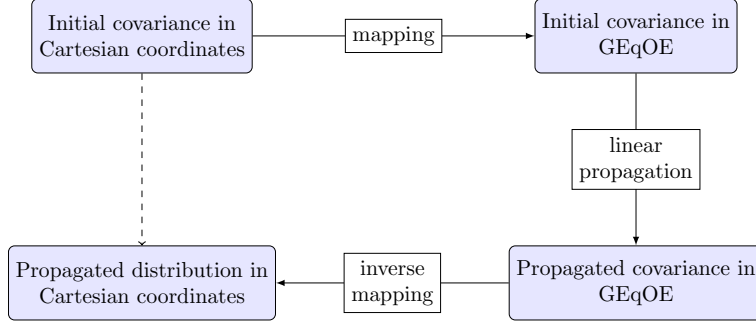 Initial covariance in
Cartesian coordinates
mapping
Initial covariance in
GEqOE
linear
propagation
Propagated distribution in
Cartesian coordinates
inverse
mapping
Propagated covariance in
GEqOE